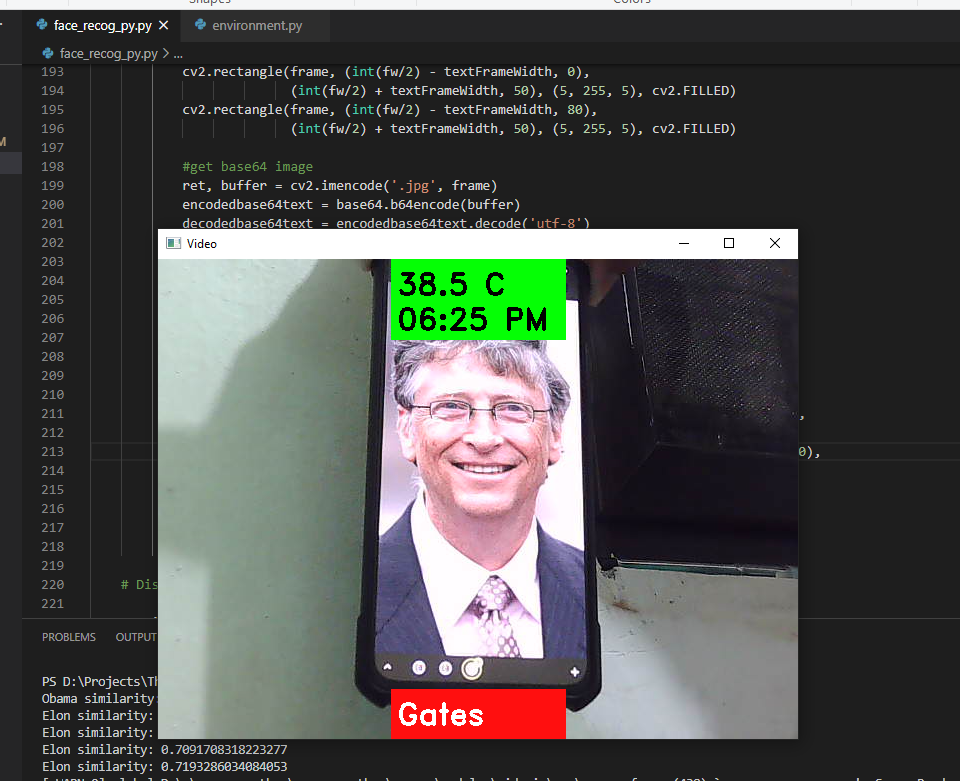 face_recog_py.py
environment.py
face_recog_py.py > ...
193 cv2.rectangle(frame, (int(fw/2) - textFrameWidth, 0),
194 (int(fw/2) + textFrameWidth, 50), (5, 255, 5), cv2.FILLED)
195 cv2.rectangle(frame, (int(fw/2) - textFrameWidth, 80),
196 (int(fw/2) + textFrameWidth, 50), (5, 255, 5), cv2.FILLED)
197
198 #get base64 image
199 ret, buffer = cv2.imencode('.jpg', frame)
200 encodedbase64text = base64.b64encode(buffer)
201 decodedbase64text = encodedbase64text.decode('utf-8')
202
Video
203
38.5 C
204
205
06:25 PM
206
207
208
209
210
211 ,
212
213 0),
214
215
216
217
218
219
220 # Dis
221
PROBLEMS OUTPUT
PS D:\Projects\Th
Obama similarity:
Gates
Elon similarity:
Elon similarity:
Elon similarity: 0.7091708318223277
Elon similarity: 0.7193286034084053